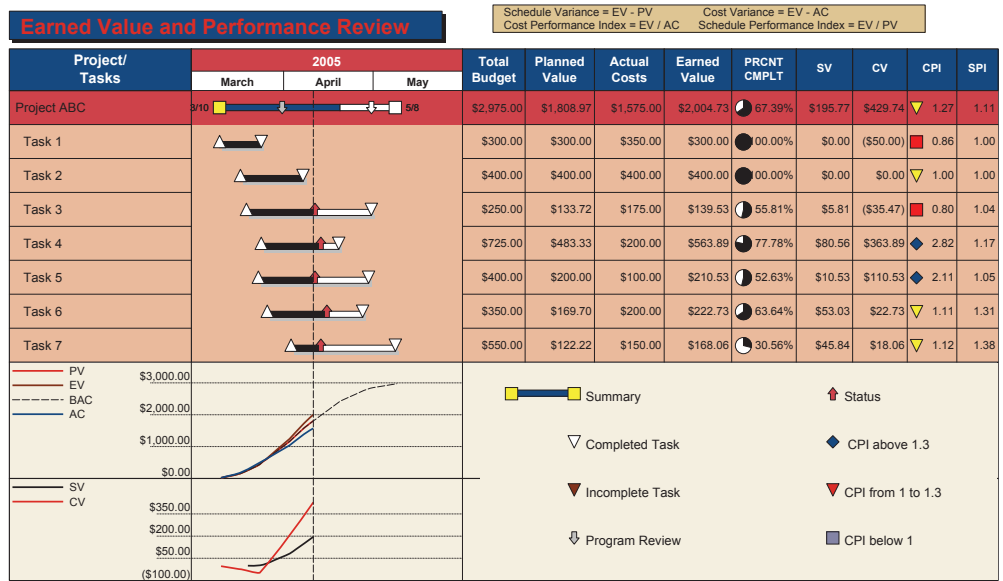 Earned Value and Performance Review
Schedule Variance = EV - PV Cost Variance = EV - AC
Cost Performance Index = EV / AC Schedule Performance Index = EV / PV
Project/
Tasks
2005
March April May
Total
Budget
Planned
Value
Actual
Costs
Earned
Value
PRCNT
CMPLT
SV CV CPI SPI
Project ABC 3/10 5/8 $2,975.00 $1,808.97 $1,575.00 $2,004.73 67.39% $195.77 $429.74 1.27 1.11
Task 1 $300.00 $300.00 $350.00 $300.00 100.00% $0.00 ($50.00) 0.86 1.00
Task 2 $400.00 $400.00 $400.00 $400.00 100.00% $0.00 $0.00 1.00 1.00
Task 3 $250.00 $133.72 $175.00 $139.53 55.81% $5.81 ($35.47) 0.80 1.04
Task 4 $725.00 $483.33 $200.00 $563.89 77.78% $80.56 $363.89 2.82 1.17
Task 5 $400.00 $200.00 $100.00 $210.53 52.63% $10.53 $110.53 2.11 1.05
Task 6 $350.00 $169.70 $200.00 $222.73 63.64% $53.03 $22.73 1.11 1.31
Task 7 $550.00 $122.22 $150.00 $168.06 30.56% $45.84 $18.06 1.12 1.38
PV
EV
BAC
AC
$3,000.00
$2,000.00
$1,000.00
$0.00
SV
CV
$350.00
$200.00
$50.00
($100.00)
Summary Status
Completed Task CPI above 1.3
Incomplete Task CPI from 1 to 1.3
Program Review CPI below 1